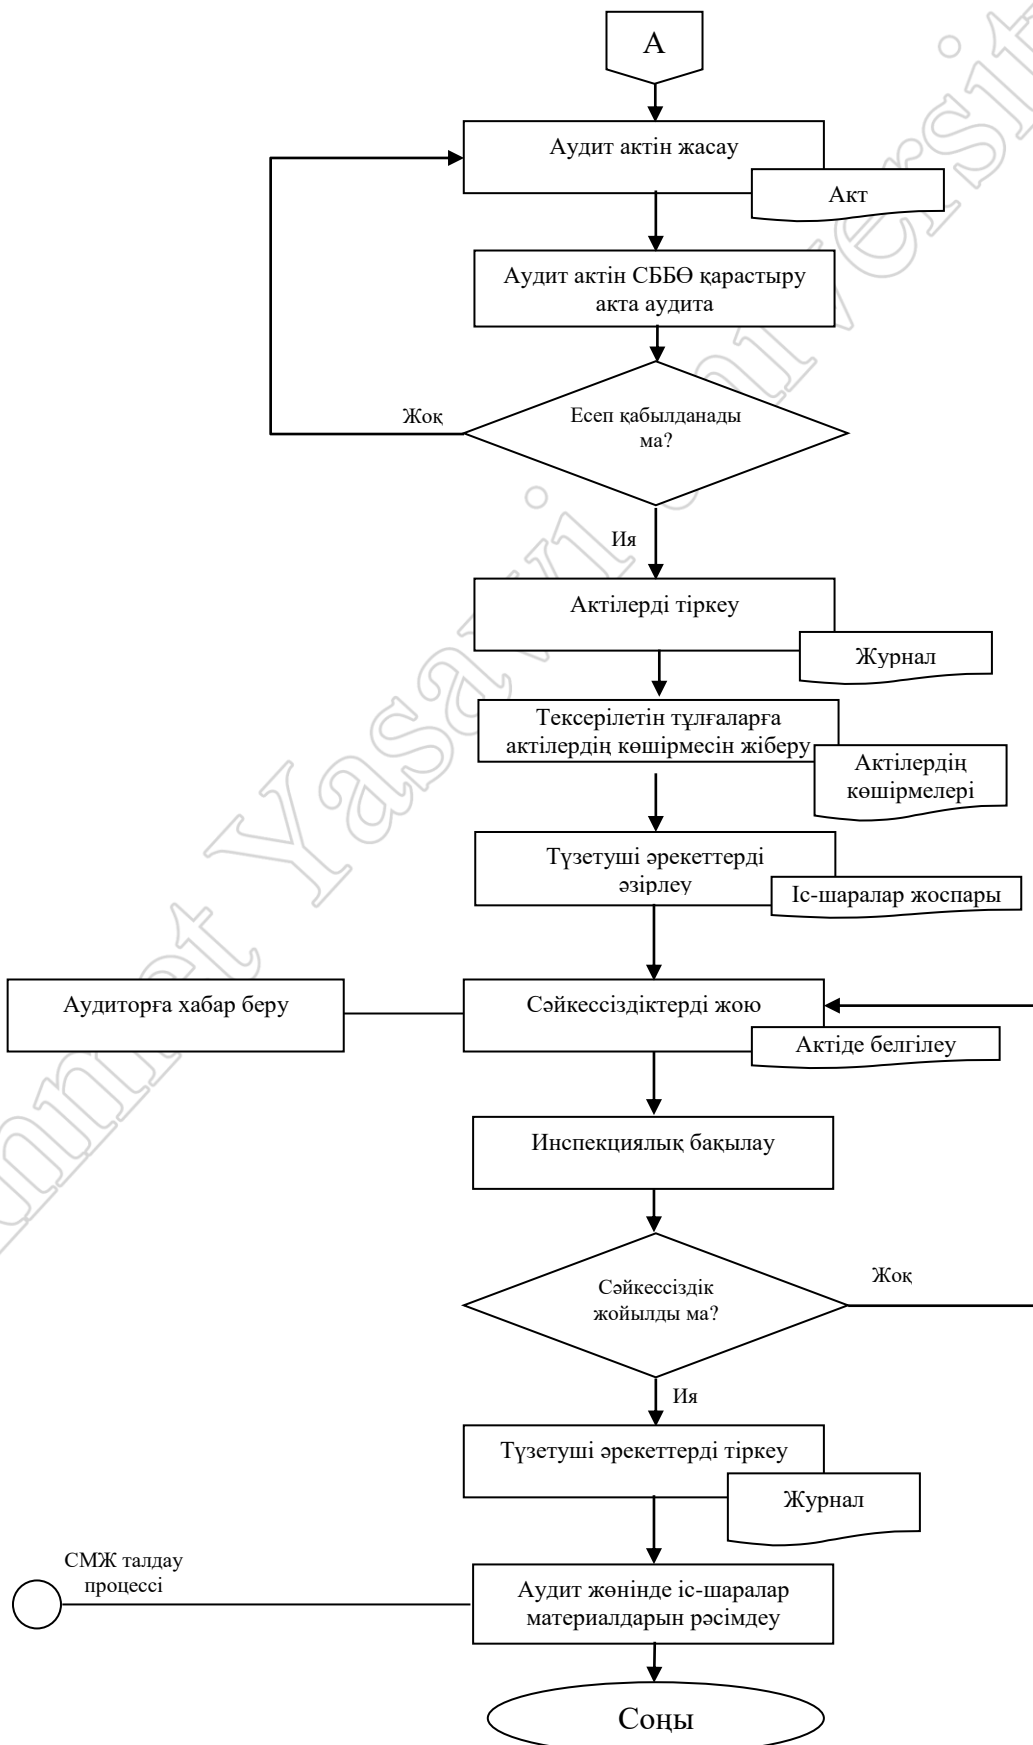 А
Аудит актін жасау
Акт
Аудит актін СББӨ қарастыру
акта аудита
Есеп қабылданады
ма?
Жоқ
Ия
Актілерді тіркеу
Журнал
Тексерілетін тұлғаларға
актілердің көшірмесін жіберу
Актілердің
көшірмелері
Түзетуші әрекеттерді
әзірлеу
Іс-шаралар жоспары
Аудиторға хабар беру
Сәйкессіздіктерді жою
Актіде белгілеу
Инспекциялық бақылау
Сәйкессіздік
жойылды ма?
Жоқ
Ия
Түзетуші әрекеттерді тіркеу
Журнал
СМЖ талдау
процессі
Аудит жөнінде іс-шаралар
материалдарын рәсімдеу
Соңы